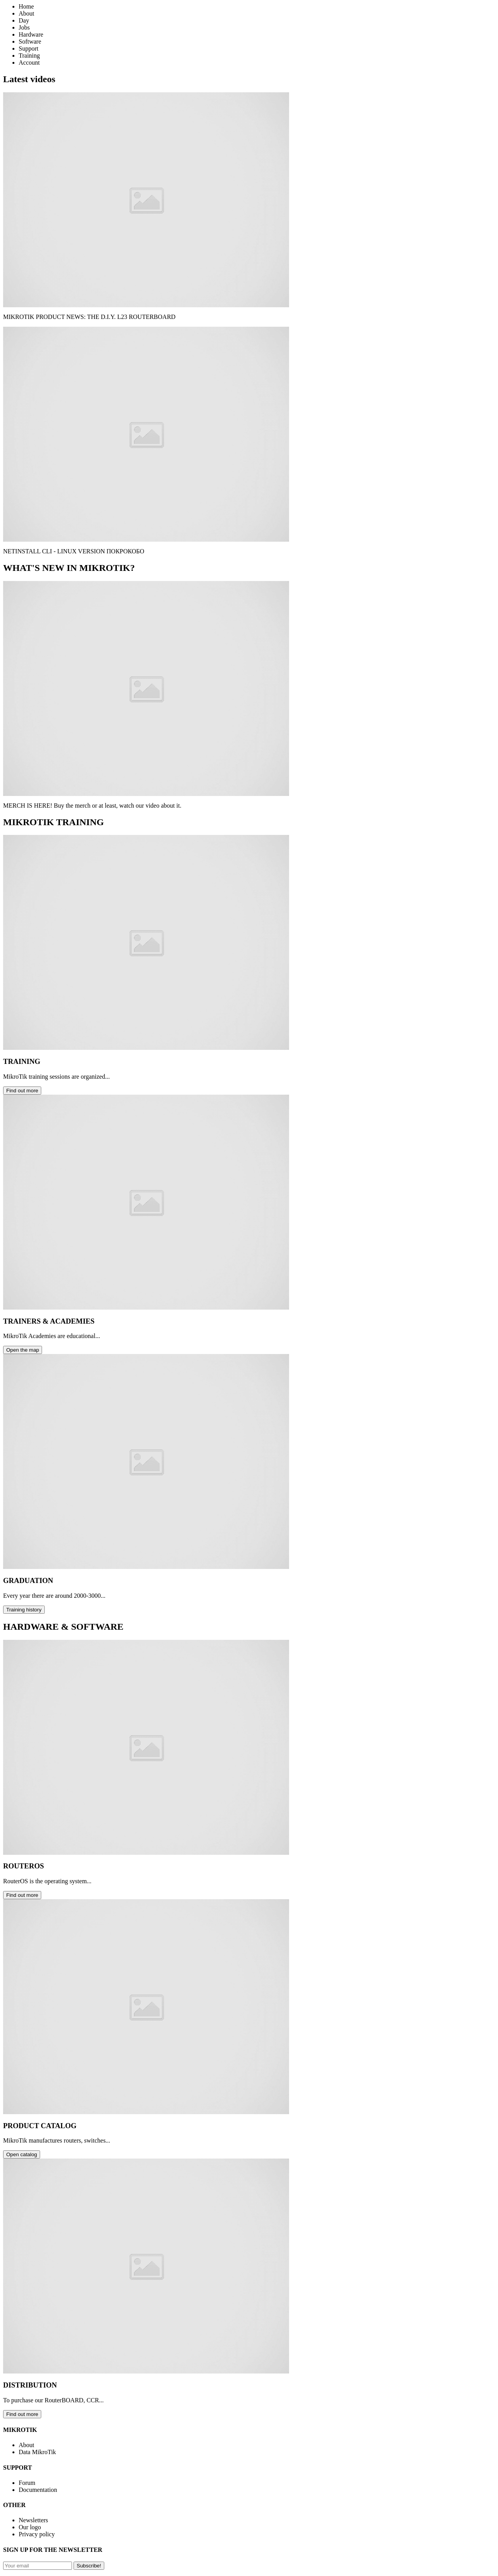 Home
About
Day
Jobs
Hardware
Software
Support
Training
Account
Latest videos
MIKROTIK PRODUCT NEWS: THE D.I.Y. L23 ROUTERBOARD
NETINSTALL CLI - LINUX VERSION ПОКРОКОБО
WHAT'S NEW IN MIKROTIK?
MERCH IS HERE! Buy the merch or at least, watch our video about it.
MIKROTIK TRAINING
TRAINING
MikroTik training sessions are organized...
Find out more
TRAINERS & ACADEMIES
MikroTik Academies are educational...
Open the map
GRADUATION
Every year there are around 2000-3000...
Training history
HARDWARE & SOFTWARE
ROUTEROS
RouterOS is the operating system...
Find out more
PRODUCT CATALOG
MikroTik manufactures routers, switches...
Open catalog
DISTRIBUTION
To purchase our RouterBOARD, CCR...
Find out more
MIKROTIK
About
Data MikroTik
SUPPORT
Forum
Documentation
OTHER
Newsletters
Our logo
Privacy policy
SIGN UP FOR THE NEWSLETTER
Your email Subscribe!